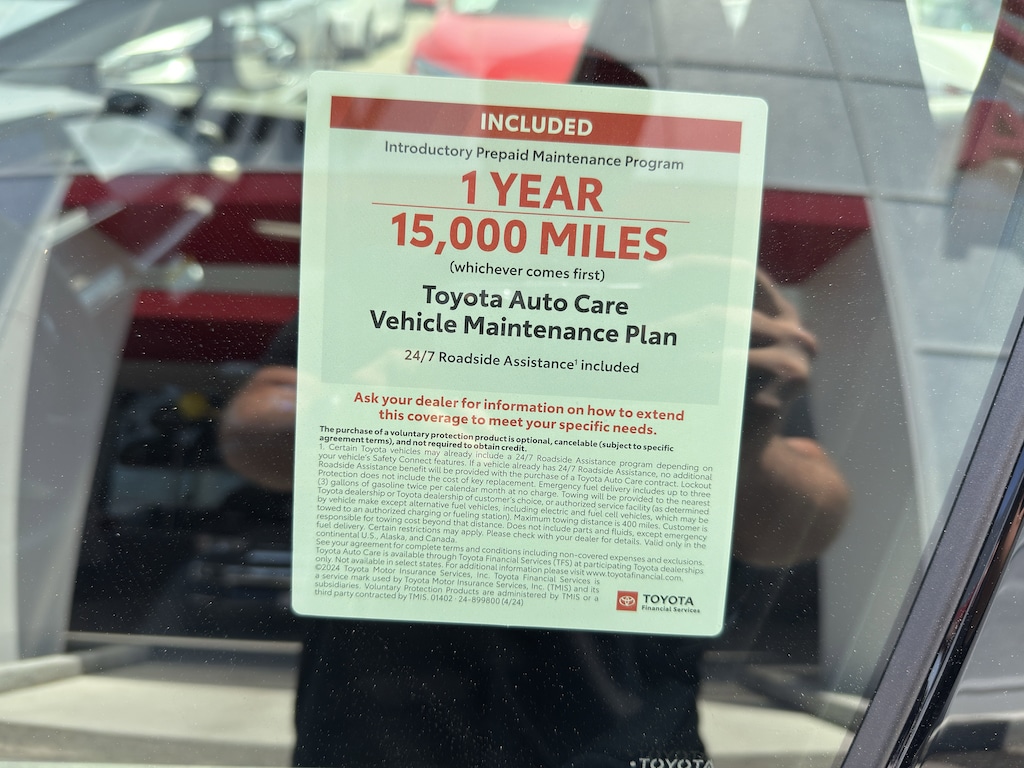 INCLUDED
Introductory Prepaid Maintenance Program
1 YEAR
15,000 MILES
(whichever comes first)
Toyota Auto Care
Vehicle Maintenance Plan
24/7 Roadside Assistance¹ included
Ask your dealer for information on how to extend
this coverage to meet your specific needs.
The purchase of a voluntary protection product is optional, cancelable (subject to specific
agreement terms), and not required to obtain credit.
1. Certain Toyota vehicles may already include a 24/7 Roadside Assistance program depending on
your vehicle's Safety Connect features. If a vehicle already has 24/7 Roadside Assistance, no additional
Roadside Assistance benefit will be provided with the purchase of a Toyota Auto Care contract. Lockout
Protection does not include the cost of key replacement. Emergency fuel delivery includes up to three
(3) gallons of gasoline twice per calendar month at no charge. Towing will be provided to the nearest
Toyota dealership or Toyota dealership of customer's choice, or authorized service facility (as determined
by vehicle make except alternative fuel vehicles, including electric and fuel cell vehicles, which may be
towed to an authorized charging or fueling station). Maximum towing distance is 400 miles. Customer is
responsible for towing cost beyond that distance. Does not include parts and fluids, except emergency
fuel delivery. Certain restrictions may apply. Please check with your dealer for details. Valid only in the
continental U.S., Alaska, and Canada.
See your agreement for complete terms and conditions including non-covered expenses and exclusions.
Toyota Auto Care is available through Toyota Financial Services (TFS) at participating Toyota dealerships
only. Not available in select states. For additional information please visit www.toyotafinancial.com.
©2024 Toyota Motor Insurance Services, Inc. Toyota Financial Services is
a service mark used by Toyota Motor Insurance Services, Inc. (TMIS) and its
subsidiaries. Voluntary Protection Products are administered by TMIS or a
third party contracted by TMIS. 01402 · 24-899800 (4/24)
TOYOTA
Financial Services
TOYOTA